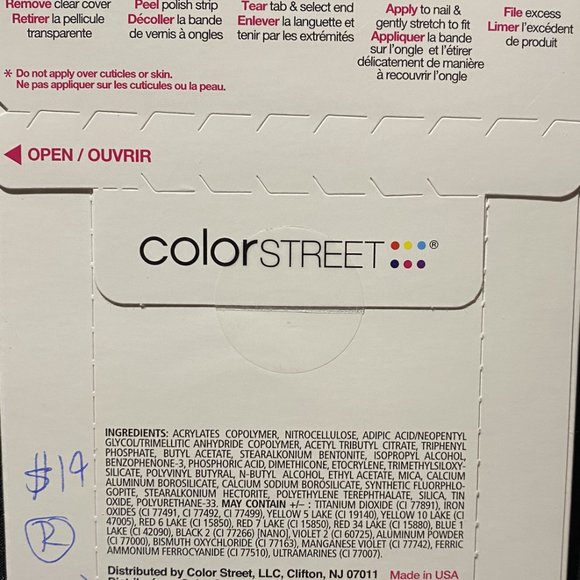 Remove clear cover
Retirer la pellicule
transparente
Peel polish strip
Décoller la bande
de vernis à ongles
Tear tab & select end
Enlever la languette et
tenir par les extrémités
Apply to nail &
gently stretch to fit
Appliquer la bande
sur l'ongle et l'étirer
délicatement de manière
à recouvrir l'ongle
File excess
Limer l'excédent
de produit
* Do not apply over cuticles or skin.
Ne pas appliquer sur les cuticules ou la peau.
OPEN / OUVRIR
colorSTREET ®
INGREDIENTS: ACRYLATES COPOLYMER, NITROCELLULOSE, ADIPIC ACID/NEOPENTYL
GLYCOL/TRIMELLITIC ANHYDRIDE COPOLYMER, ACETYL TRIBUTYL CITRATE, TRIPHENYL
PHOSPHATE, BUTYL ACETATE, STEARALKONIUM BENTONITE, ISOPROPYL ALCOHOL,
BENZOPHENONE-3, PHOSPHORIC ACID, DIMETHICONE, ETOCRYLENE, TRIMETHYLSILOXY-
SILICATE, POLYVINYL BUTYRAL, N-BUTYL ALCOHOL, ETHYL ACETATE, MICA, CALCIUM
ALUMINUM BOROSILICATE, CALCIUM SODIUM BOROSILICATE, SYNTHETIC FLUORPHLO-
GOPITE, STEARALKONIUM HECTORITE, POLYETHYLENE TEREPHTHALATE, SILICA, TIN
OXIDE, POLYURETHANE-33. MAY CONTAIN +/- : TITANIUM DIOXIDE (CI 77891), IRON
OXIDES (CI 77491, CI 77492, CI 77499), YELLOW 5 LAKE (CI 19140), YELLOW 10 LAKE (CI
47005), RED 6 LAKE (CI 15850), RED 7 LAKE (CI 15850), RED 34 LAKE (CI 15880), BLUE 1
LAKE (CI 42090), BLACK 2 (CI 77266) [NANO], VIOLET 2 (CI 60725), ALUMINUM POWDER
(CI 77000), BISMUTH OXYCHLORIDE (CI 77163), MANGANESE VIOLET (CI 77742), FERRIC
AMMONIUM FERROCYANIDE (CI 77510), ULTRAMARINES (CI 77007).
$14
R
Distributed by Color Street, LLC, Clifton, NJ 07011
Made in USA